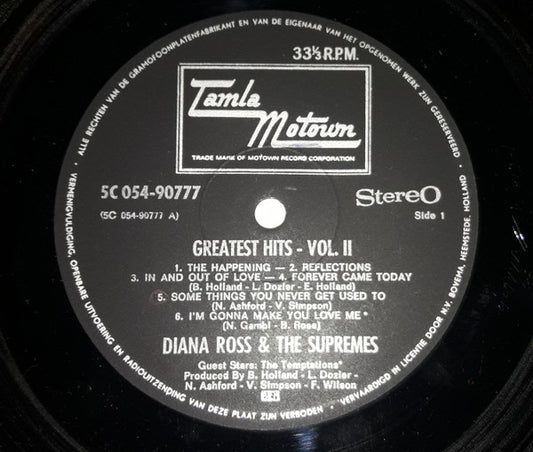 ALLE RECHTEN VAN DE GRAMOFOONPLATENFABRIKANT EN VAN DE EIGENAAR VAN HET OPGENOMEN WERK ZIJN GERESERVEERD
33⅓ R.P.M.
Tamla
Motown
TRADE MARK OF MOTOWN RECORD CORPORATION
5C 054-90777
(5C 054-90777 A)
StereO
Side 1
GREATEST HITS - VOL. II
1. THE HAPPENING — 2. REFLECTIONS
3. IN AND OUT OF LOVE — 4. FOREVER CAME TODAY
(B. Holland - L. Dozier - E. Holland)
5. SOME THINGS YOU NEVER GET USED TO
(N. Ashford - V. Simpson)
6. I'M GONNA MAKE YOU LOVE ME*
(N. Gambl - B. Rose)
DIANA ROSS & THE SUPREMES
Guest Stars: The Temptations*
Produced By B. Holland - L. Dozier -
N. Ashford - V. Simpson - F. Wilson
VERMENIGVULDIGING, OPENBARE UITVOERING EN RADIOUITZENDING VAN DEZE PLAAT ZIJN VERBODEN • VERVAARDIGD IN LICENTIE DOOR N.V. BOVEMA, HEEMSTEDE, HOLLAND •